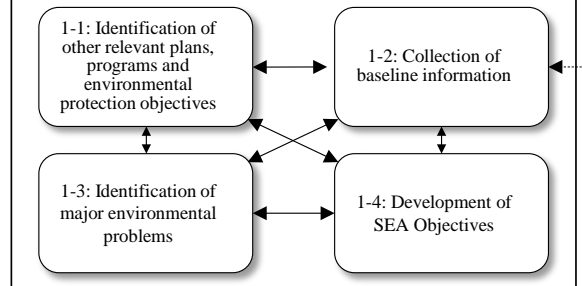 1-1: Identification of
other relevant plans,
programs and
environmental
protection objectives
1-2: Collection of
baseline information
1-3: Identification of
major environmental
problems
1-4: Development of
SEA Objectives